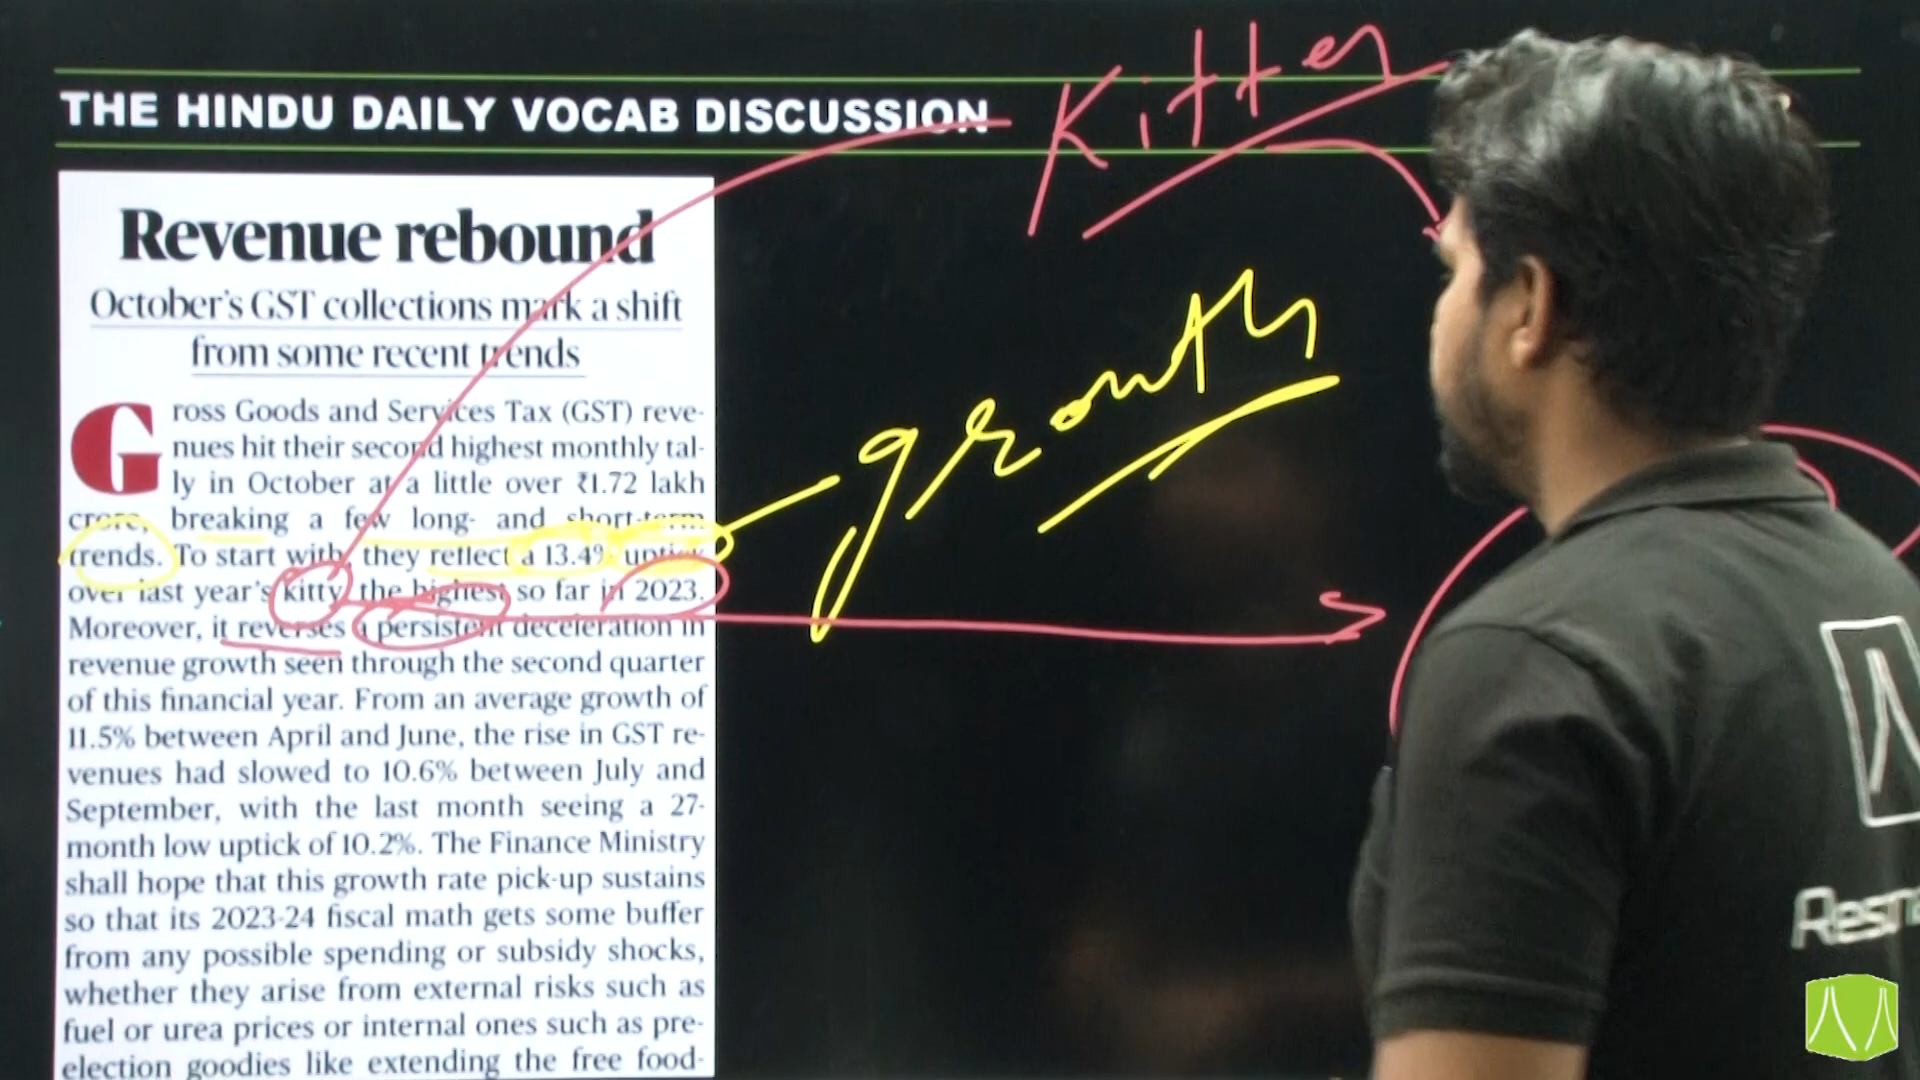 THE HINDU DAILY VOCAB DISCUSSION
Kitten
Revenue rebound
October's GST collections mark a shift
from some recent trends
Gross Goods and Services Tax (GST) reve-
nues hit their second highest monthly tal-
ly in October at a little over ₹1.72 lakh
crore, breaking a few long- and short-term
trends. To start with, they reflect a 13.4% uptick
over last year's kitty, the highest so far in 2023.
Moreover, it reverses a persistent deceleration in
revenue growth seen through the second quarter
of this financial year. From an average growth of
11.5% between April and June, the rise in GST re-
venues had slowed to 10.6% between July and
September, with the last month seeing a 27-
month low uptick of 10.2%. The Finance Ministry
shall hope that this growth rate pick-up sustains
so that its 2023-24 fiscal math gets some buffer
from any possible spending or subsidy shocks,
whether they arise from external risks such as
fuel or urea prices or internal ones such as pre-
election goodies like extending the free food-
growth